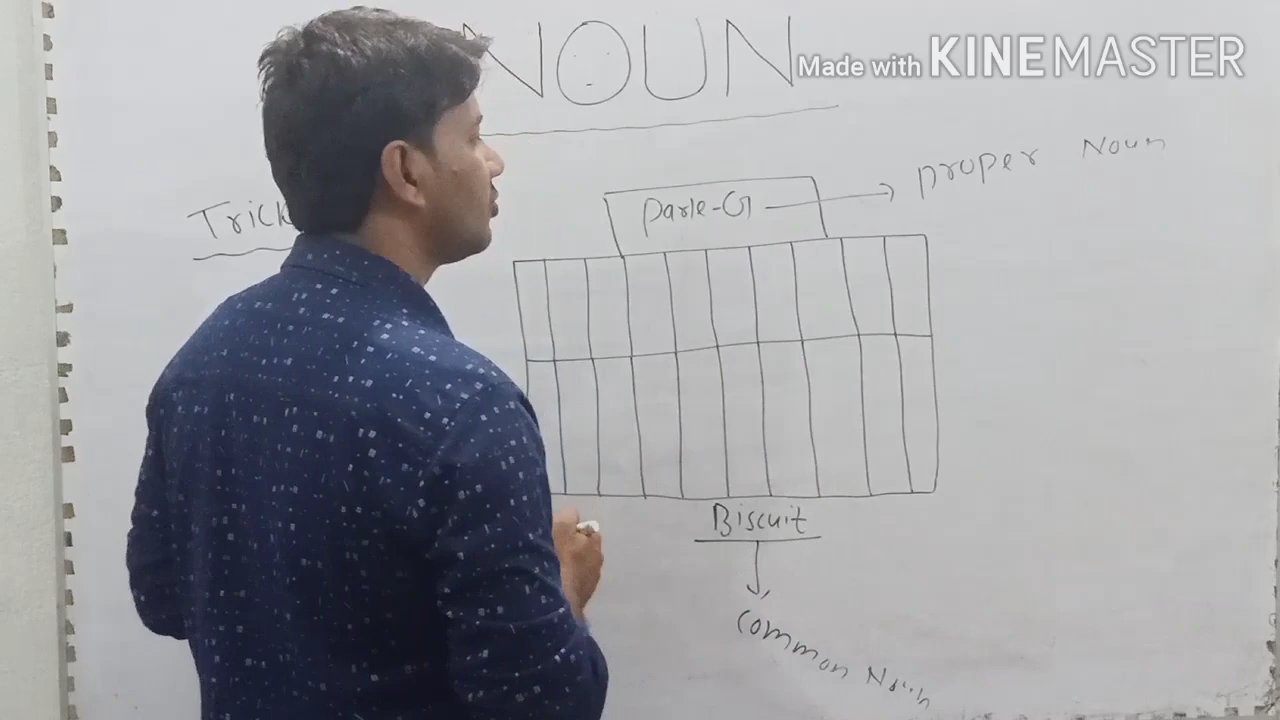 NOUN
Made with KINEMASTER
Trick
Parle-G
proper Noun
Biscuit
Common Noun